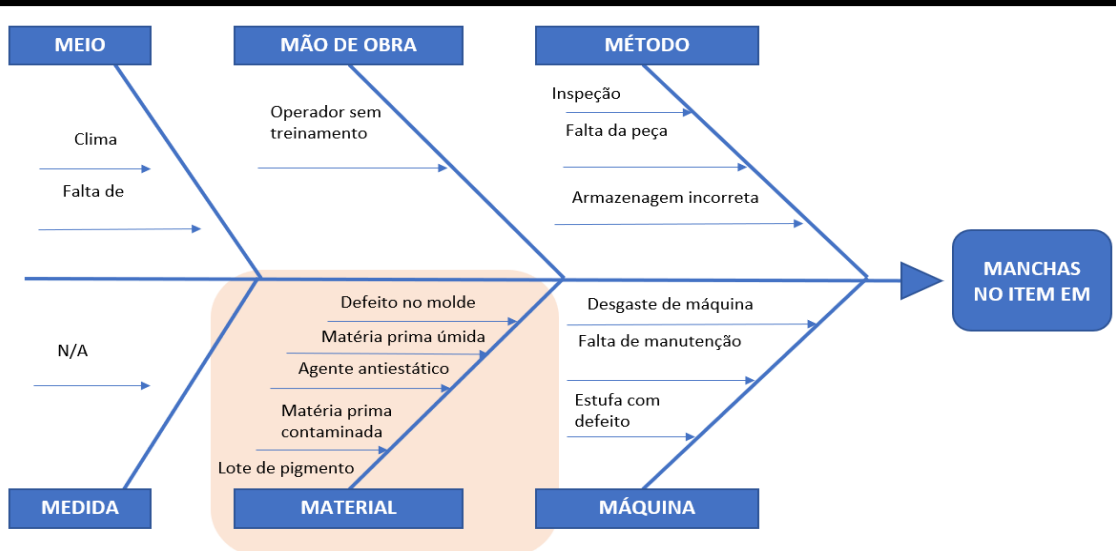 MEIO
MÃO DE OBRA
MÉTODO
Clima
Falta de
Operador sem
treinamento
Inspeção
Falta da peça
Armazenagem incorreta
MANCHAS
NO ITEM EM
N/A
Defeito no molde
Matéria prima úmida
Agente antiestático
Matéria prima
contaminada
Lote de pigmento
Desgaste de máquina
Falta de manutenção
Estufa com
defeito
MEDIDA
MATERIAL
MÁQUINA